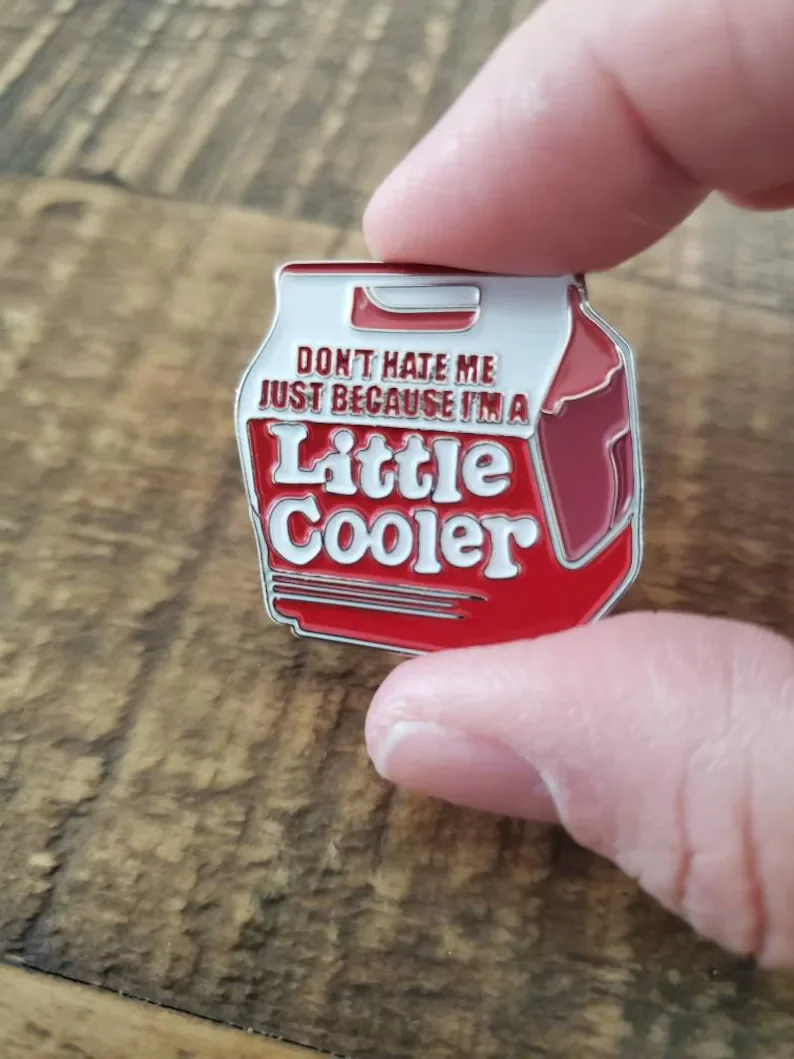 DON'T HATE ME
JUST BECAUSE I'M A
Little
Cooler